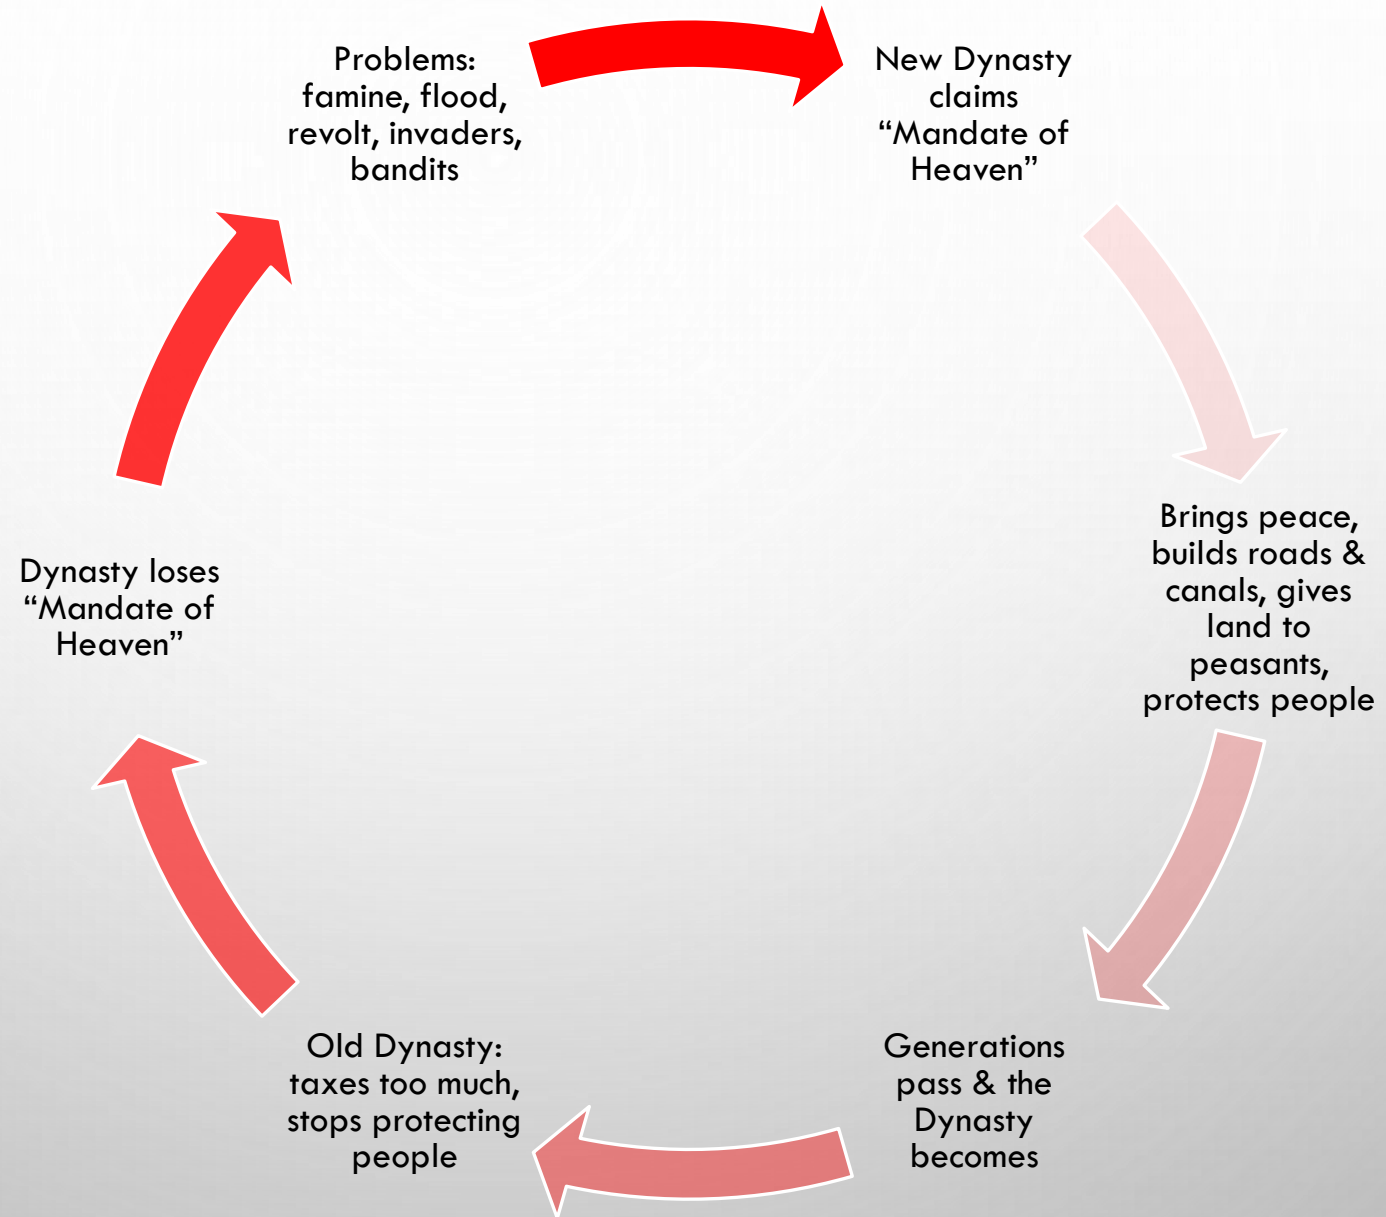 Problems:
famine, flood,
revolt, invaders,
bandits
New Dynasty
claims
“Mandate of
Heaven”
Brings peace,
builds roads &
canals, gives
land to
peasants,
protects people
Generations
pass & the
Dynasty
becomes
Old Dynasty:
taxes too much,
stops protecting
people
Dynasty loses
“Mandate of
Heaven”